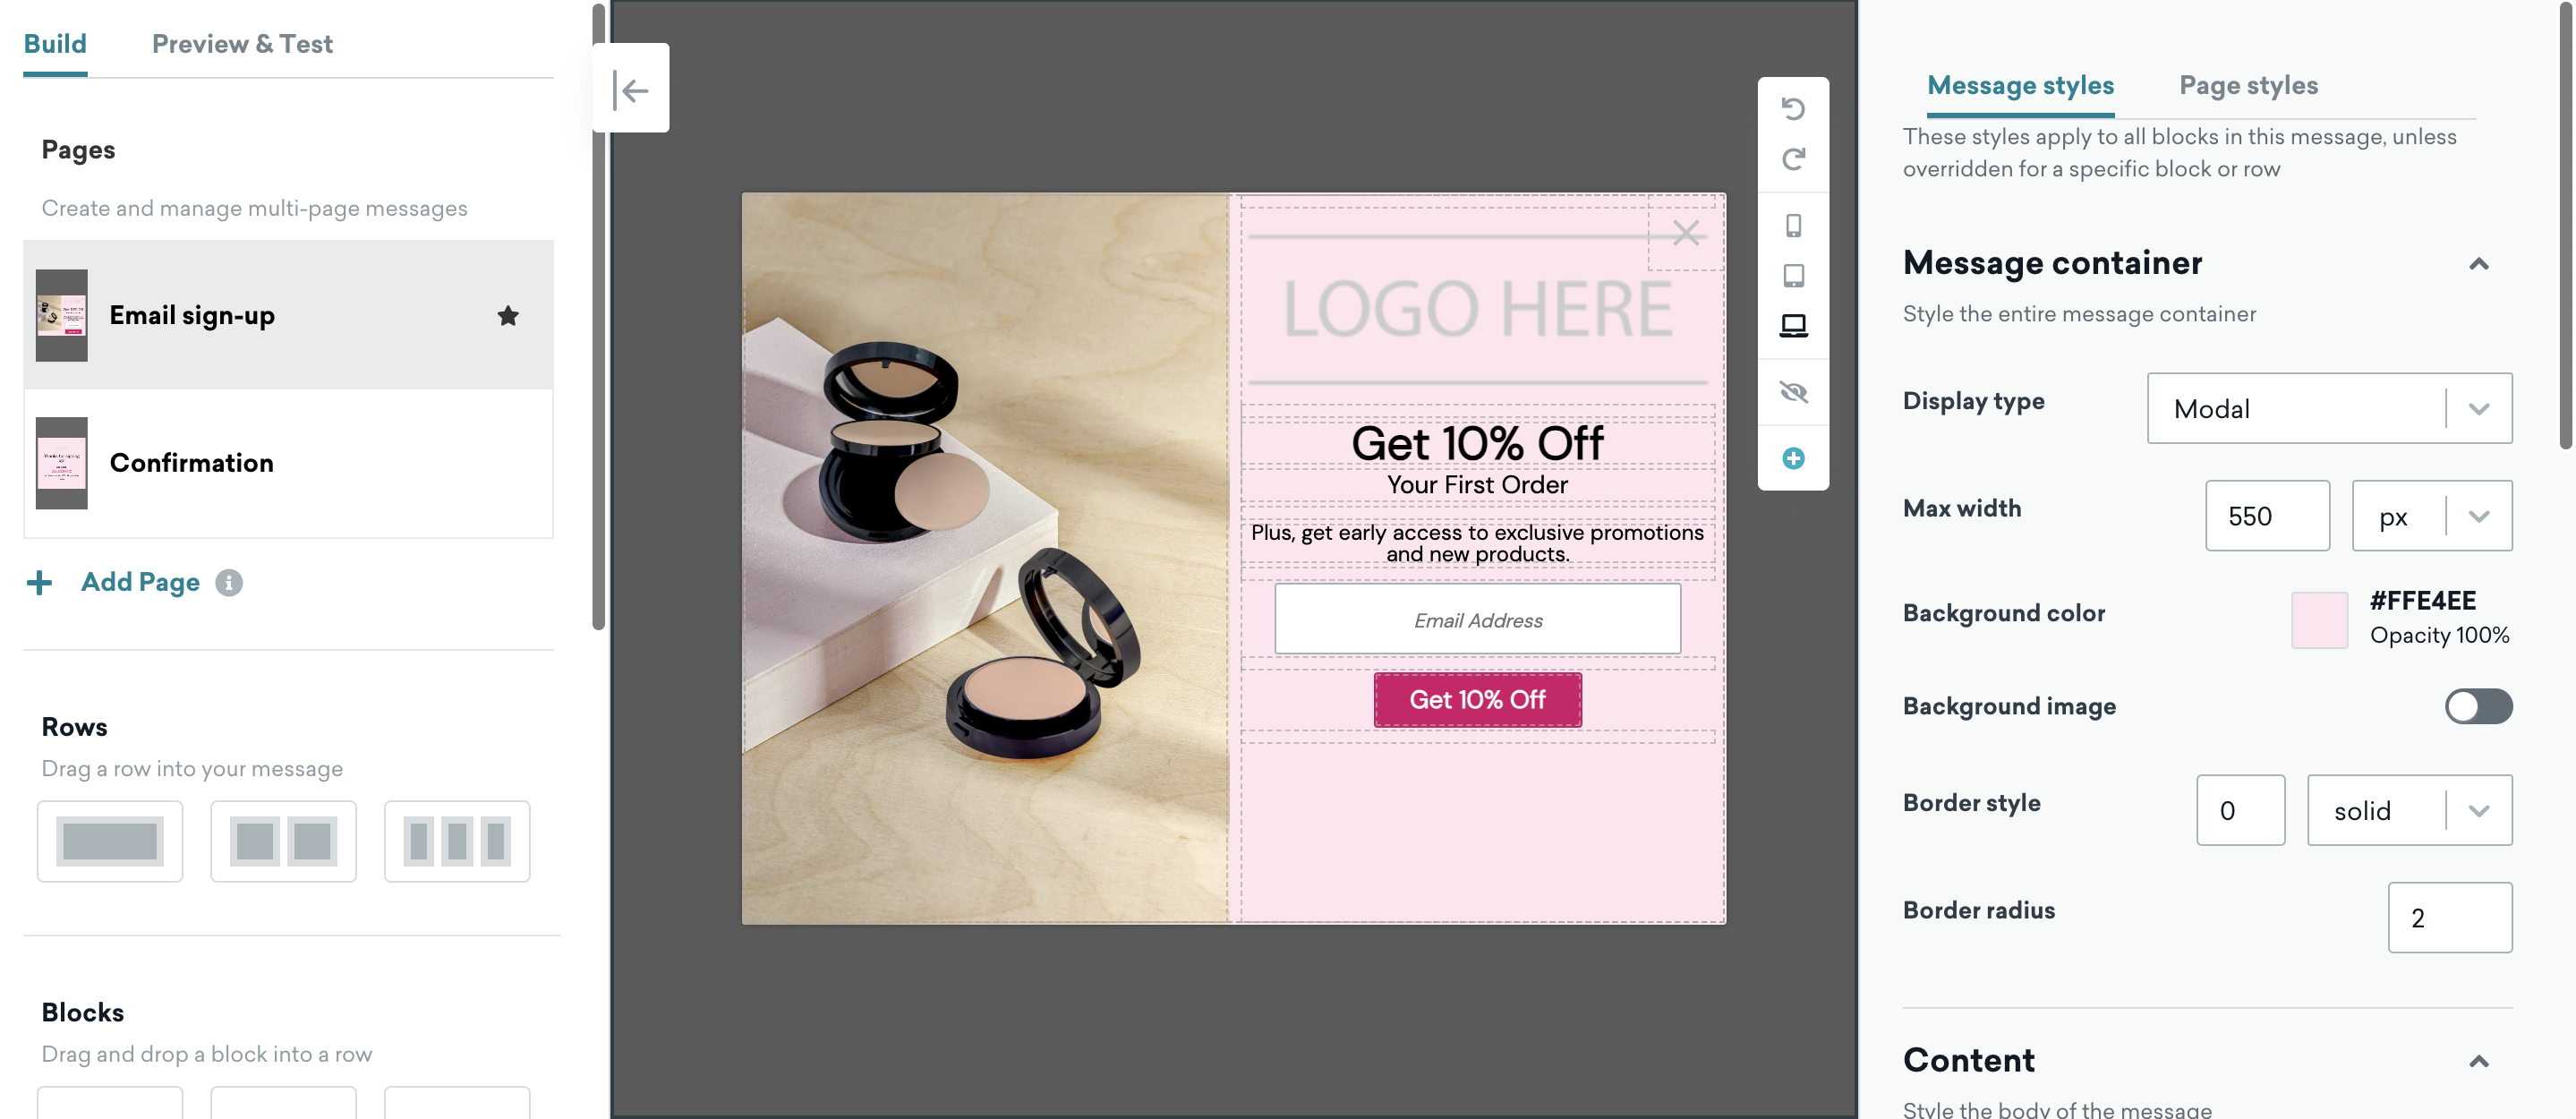 Build
Preview & Test
Pages
Create and manage multi-page messages
Email sign-up
Confirmation
Add Page
Rows
Drag a row into your message
Blocks
Drag and drop a block into a row
LOGO HERE
Get 10% Off
Your First Order
Plus, get early access to exclusive promotions
and new products.
Email Address
Get 10% Off
Message styles
Page styles
These styles apply to all blocks in this message, unless
overridden for a specific block or row
Message container
Style the entire message container
Display type
Modal
Max width
550
px
Background color
#FFE4EE
Opacity 100%
Background image
Border style
0
solid
Border radius
2
Content
Style the body of the message